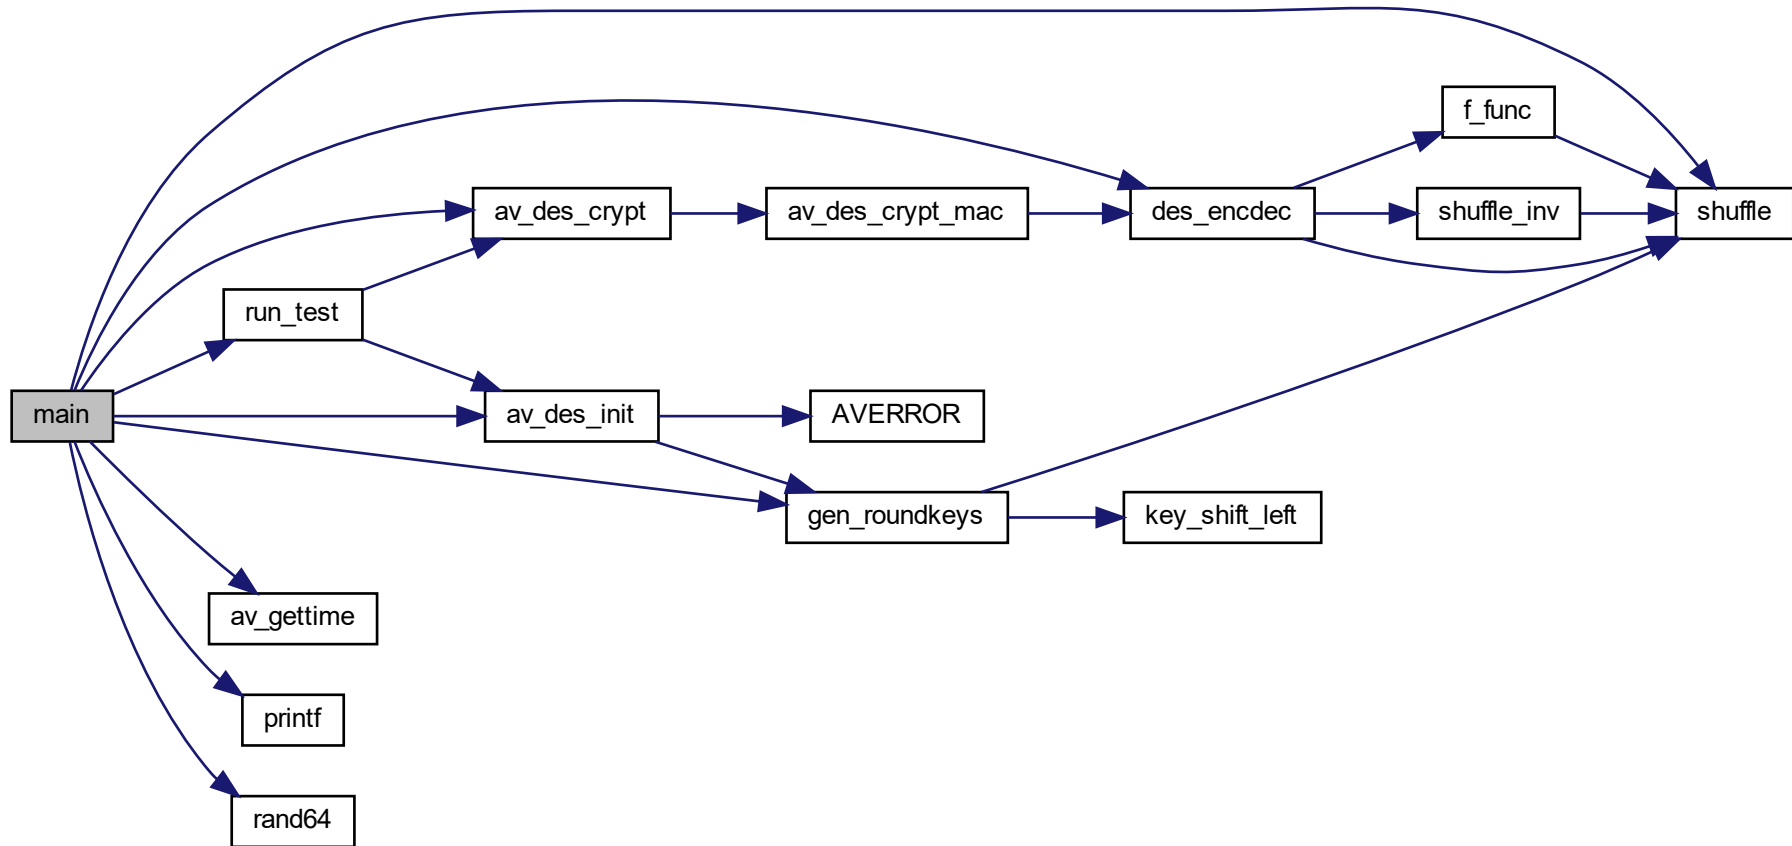 f_func
av_des_crypt
av_des_crypt_mac
des_encdec
shuffle_inv
shuffle
run_test
main
av_des_init
AVERROR
gen_roundkeys
key_shift_left
av_gettime
printf
rand64